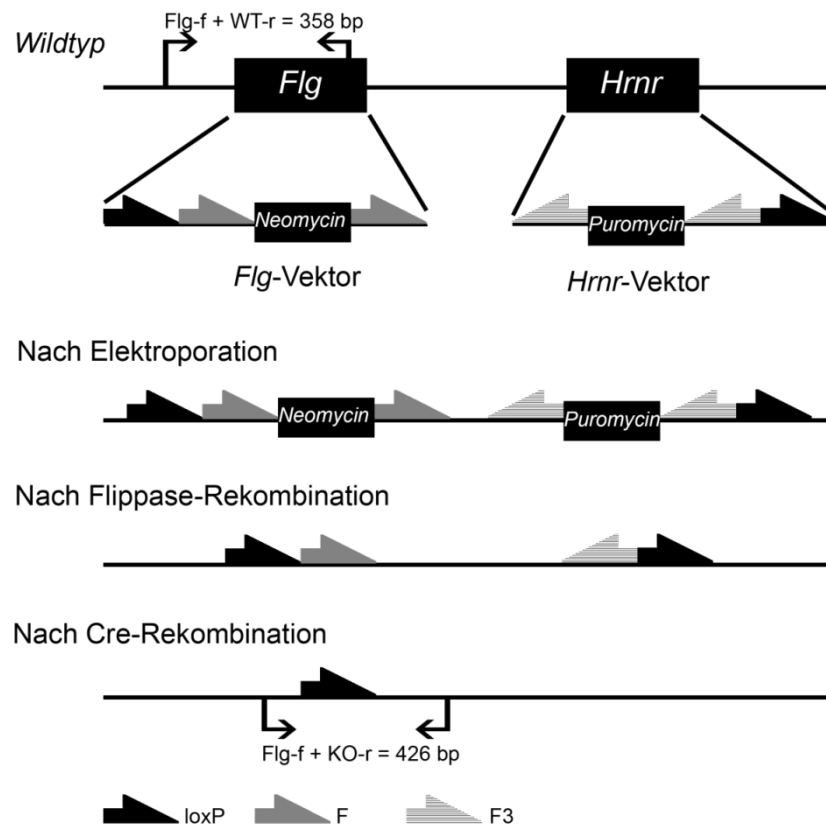 Flg-f + WT-r = 358 bp
Wildtyp
Flg Hrnr
Neomycin Puromycin
Flg-Vektor Hrnr-Vektor
Nach Elektroporation
Neomycin Puromycin
Nach Flippase-Rekombination
Nach Cre-Rekombination
Flg-f + KO-r = 426 bp
loxP F F3